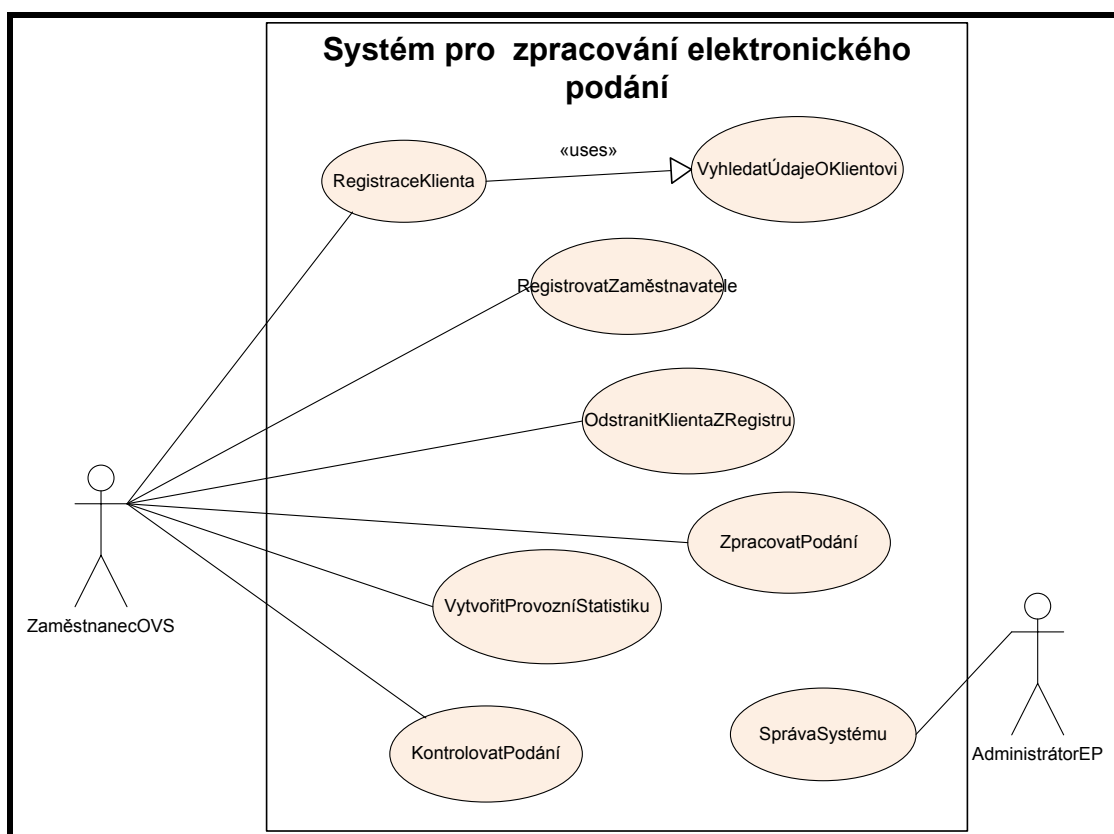 Systém pro zpracování elektronického
podání
«uses»
RegistraceKlienta
VyhledatÚdajeOKlientovi
RegistrovatZaměstnavatele
OdstranitKlientaZRegistru
ZpracovatPodání
VytvořitProvozníStatistiku
ZaměstnanecOVS
SprávaSystému
KontrolovatPodání
AdministrátorEP